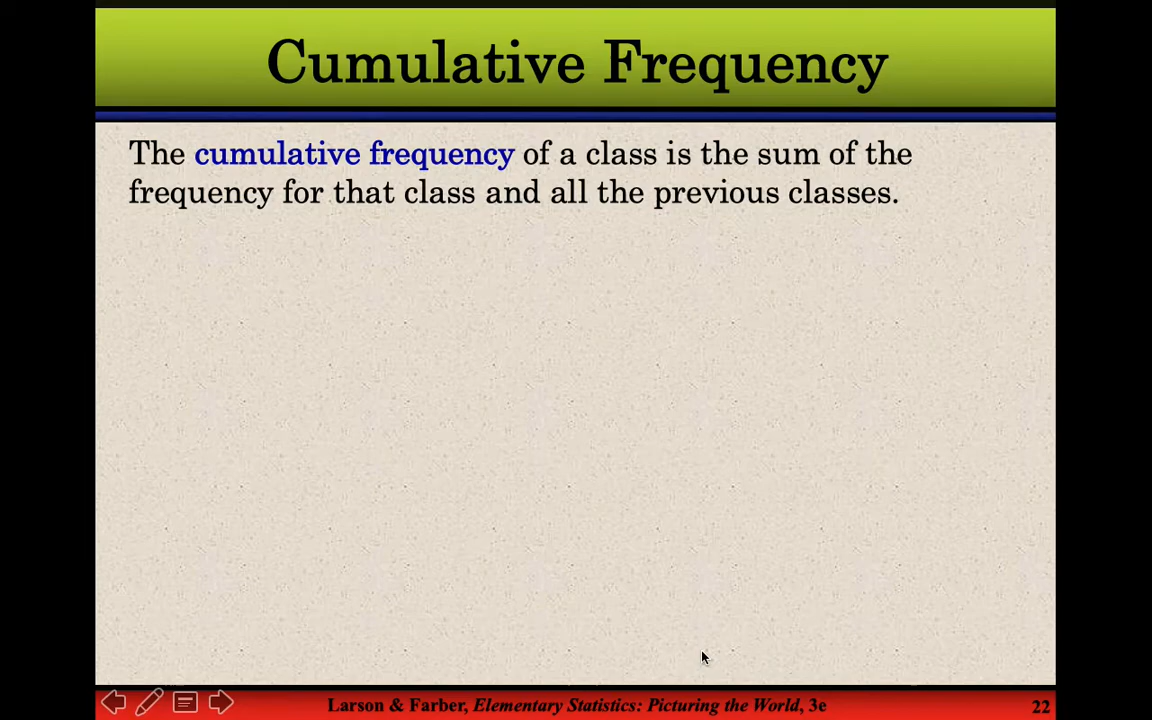 Cumulative Frequency
The cumulative frequency of a class is the sum of the
frequency for that class and all the previous classes.
Larson & Farber, Elementary Statistics: Picturing the World, 3e
22